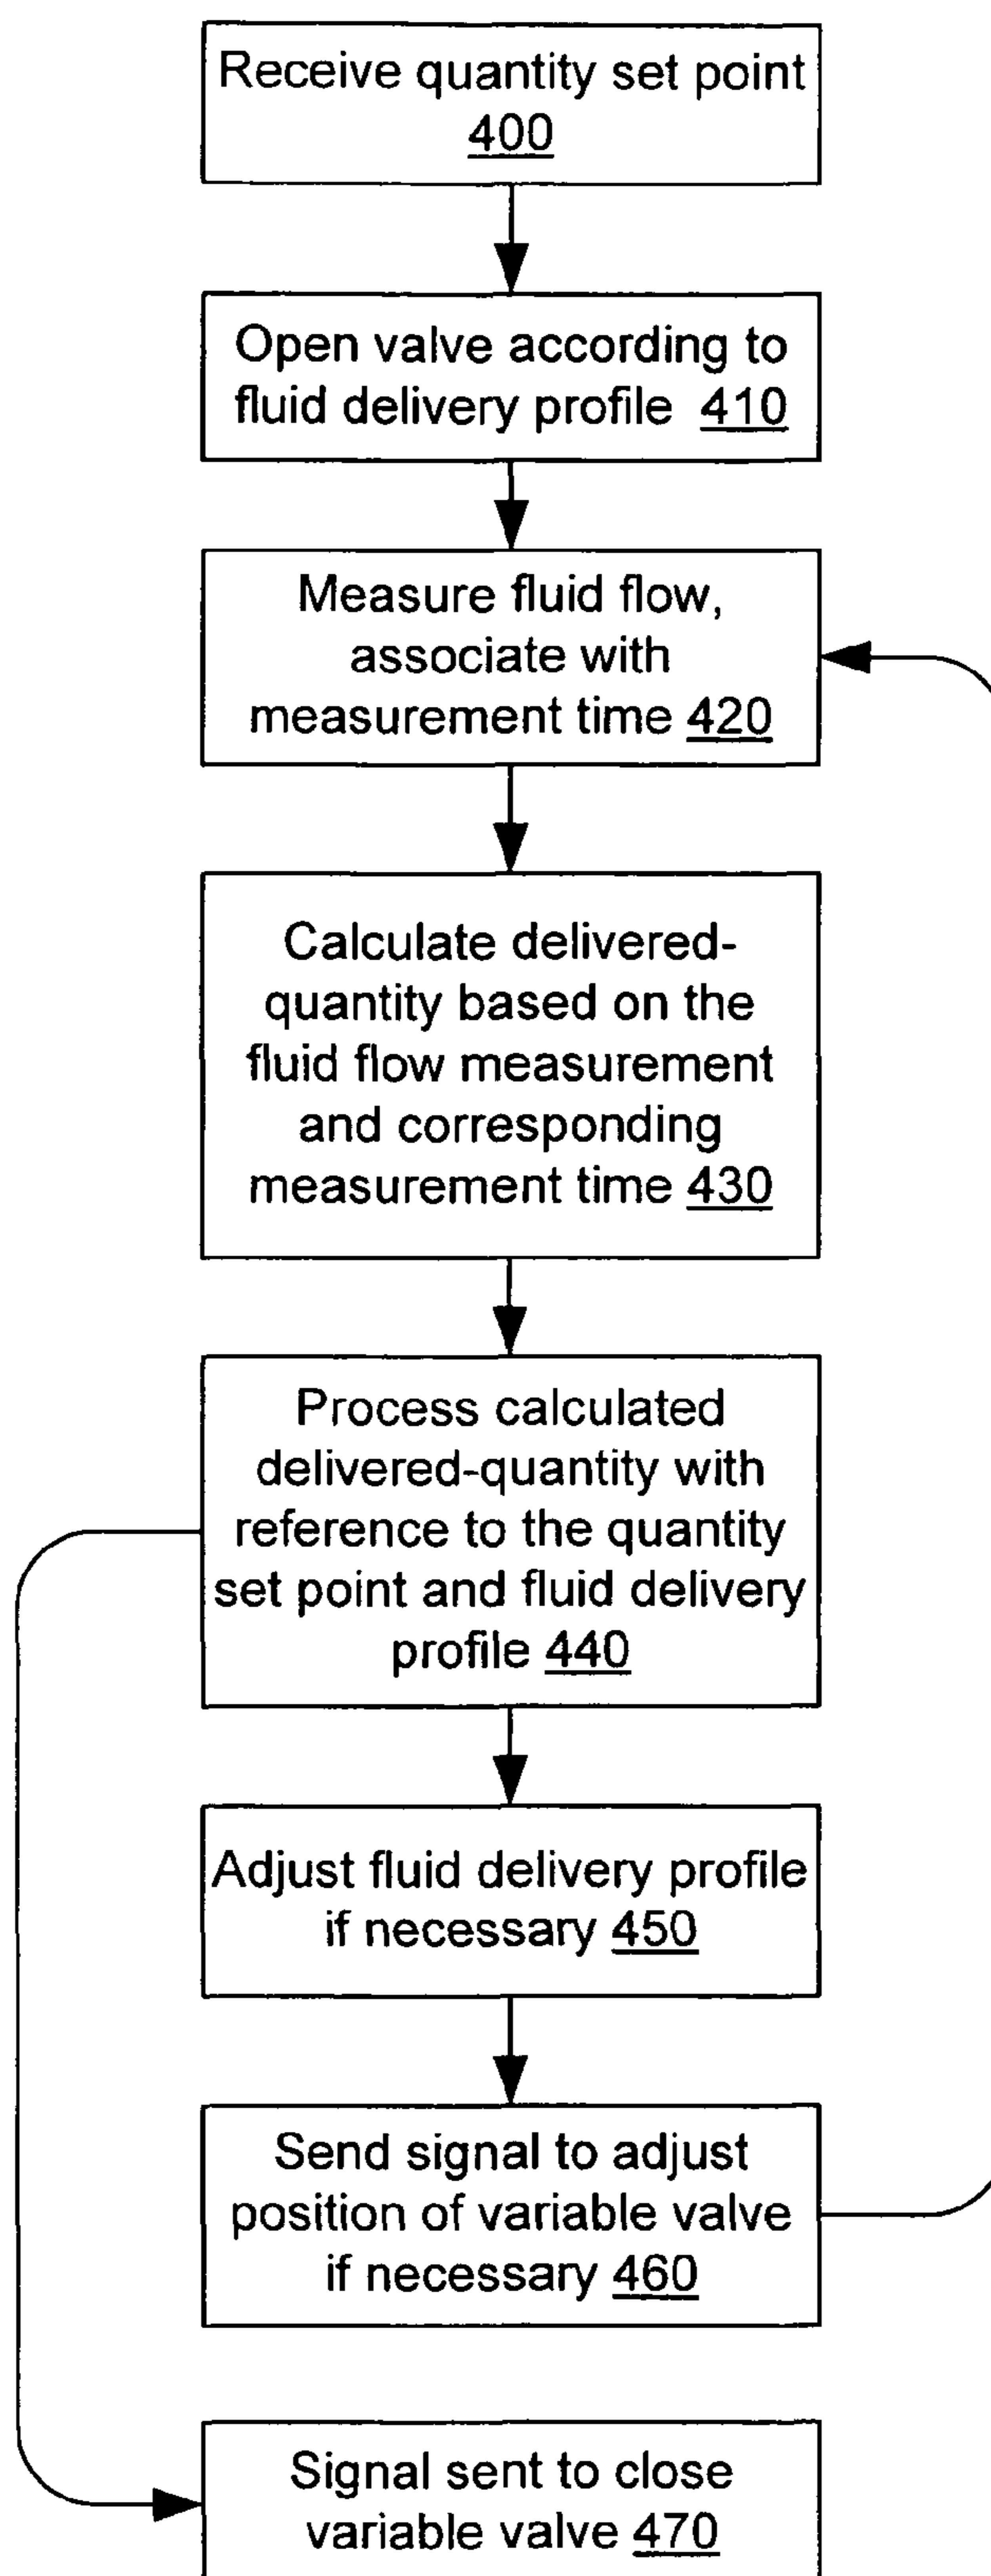 Receive quantity set point
400
Open valve according to
fluid delivery profile 410
Measure fluid flow,
associate with
measurement time 420
Calculate delivered-
quantity based on the
fluid flow measurement
and corresponding
measurement time 430
Process calculated
delivered-quantity with
reference to the quantity
set point and fluid delivery
profile 440
Adjust fluid delivery profile
if necessary 450
Send signal to adjust
position of variable valve
if necessary 460
Signal sent to close
variable valve 470